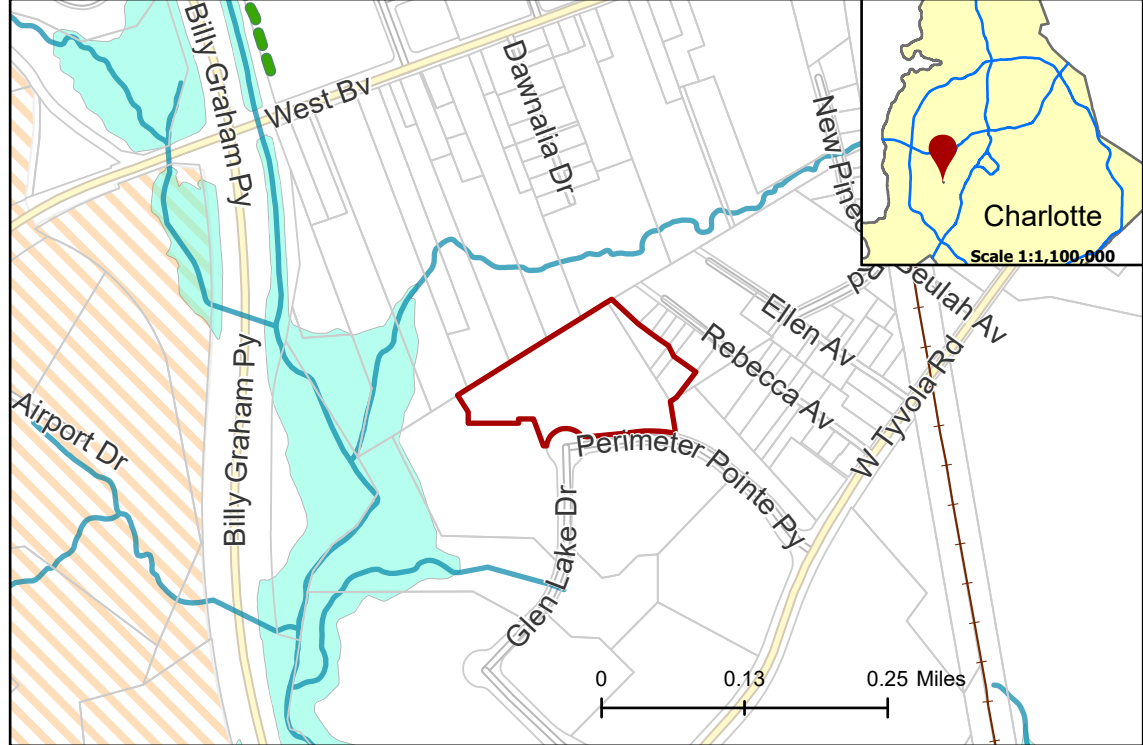 Billy Graham Py
West Bv
Dawnalia Dr
New Pine
Rd
Charlotte
Scale 1:1,100,000
Beulah Av
Ellen Av
Rebecca Av
W Tyvola Rd
Billy Graham Py
Airport Dr
Perimeter Pointe Py
Glen Lake Dr
0 0.13 0.25 Miles